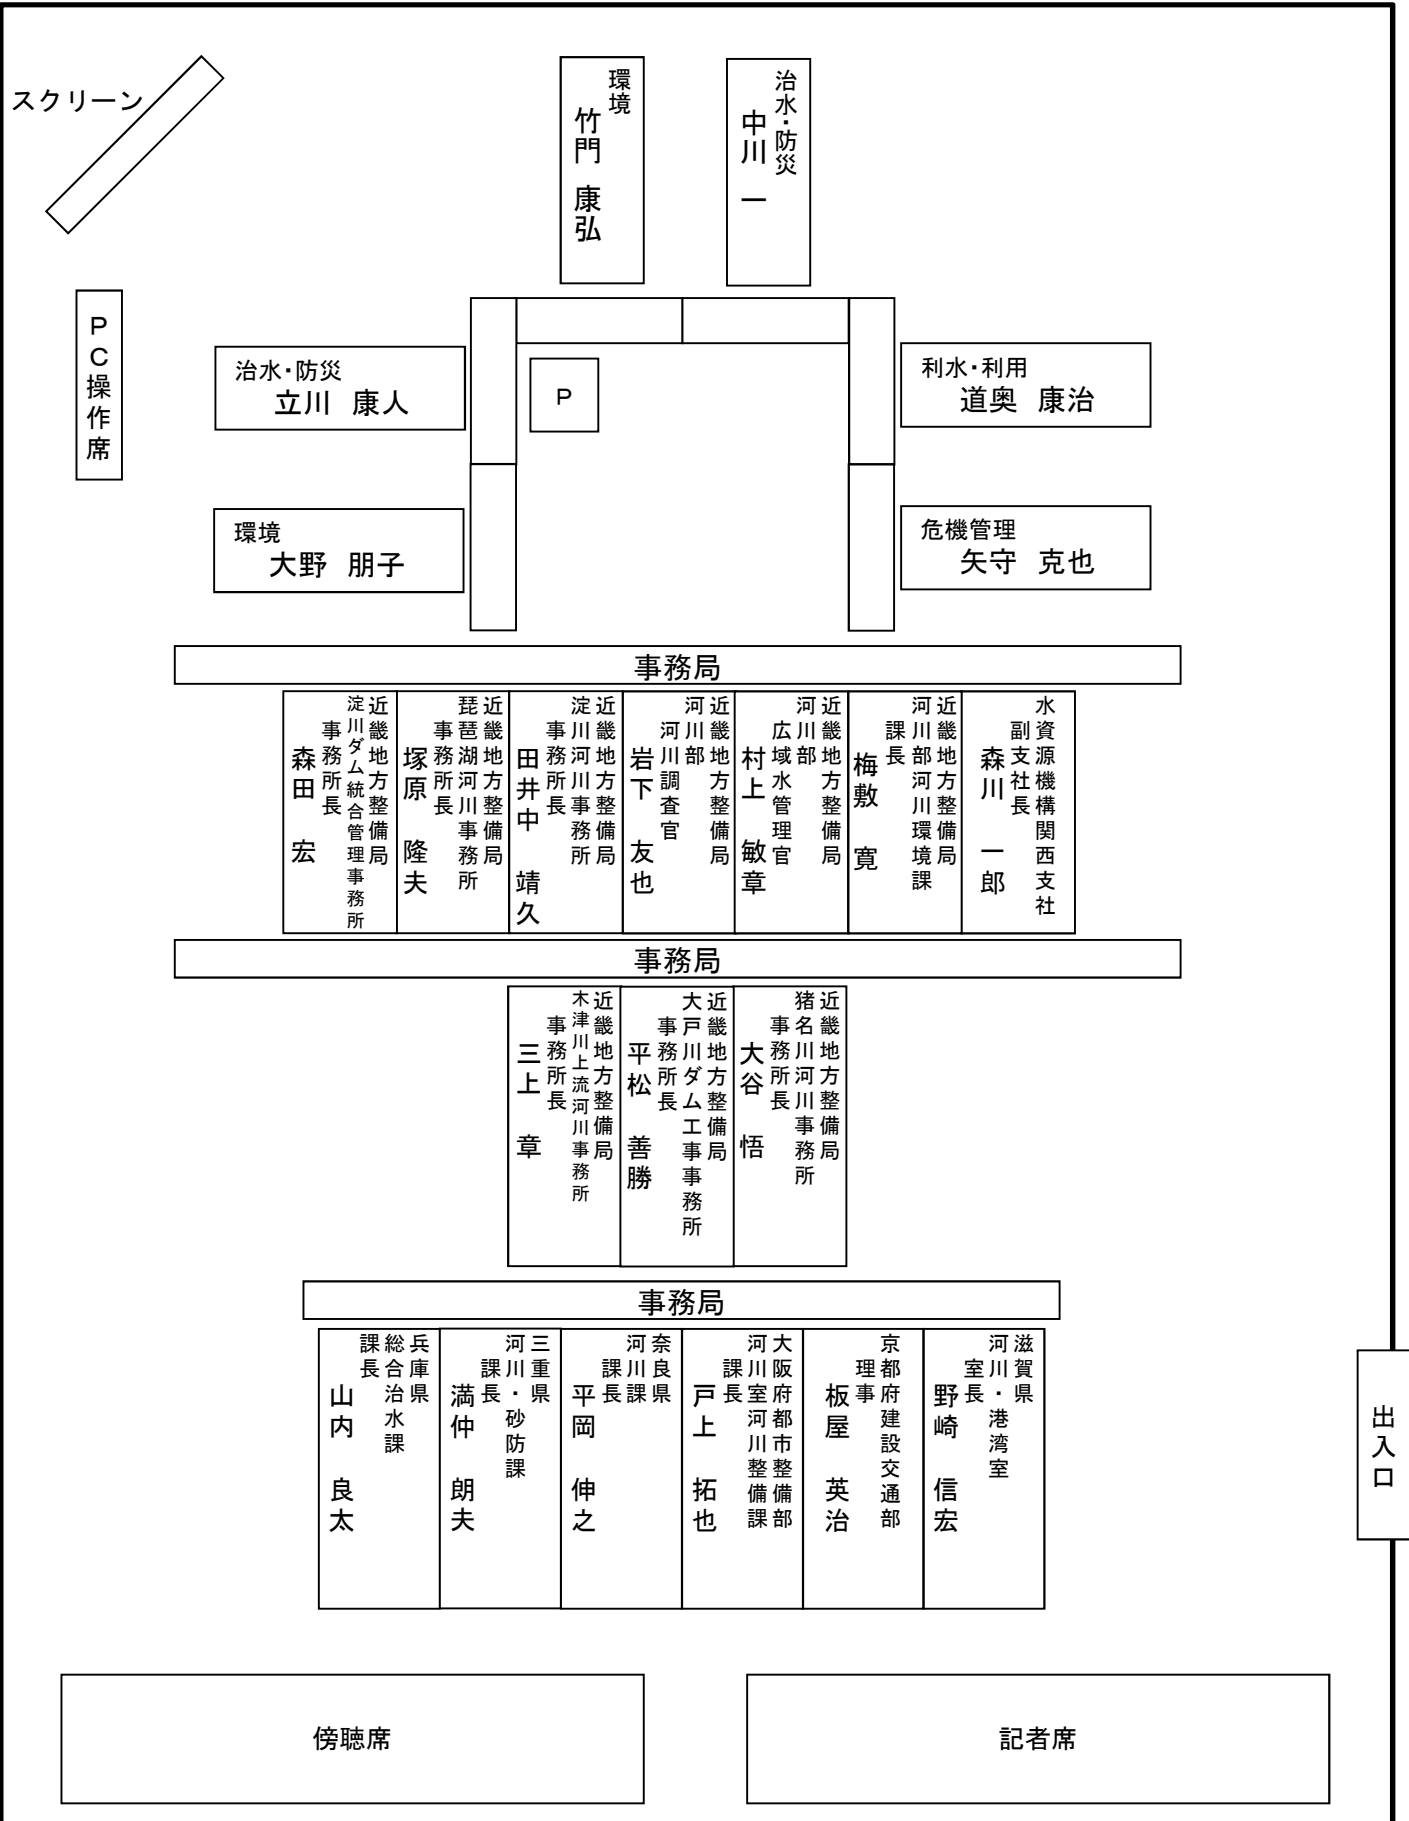 スクリーン
環境
竹門 康弘
治水・防災
中川 一
PC操作席
治水・防災
立川 康人
P
利水・利用
道奥 康治
環境
大野 朋子
危機管理
矢守 克也
事務局
近畿地方整備局
淀川ダム統合管理事務所
事務所長
森田 宏
近畿地方整備局
琵琶湖河川事務所
事務所長
塚原 隆夫
近畿地方整備局
淀川河川事務所
事務所長
田井中 靖久
近畿地方整備局
河川部
河川調査官
岩下 友也
近畿地方整備局
河川部
広域水管理官
村上 敏章
近畿地方整備局
河川部河川環境課
課長
梅敷 寛
水資源機構関西支社
副支社長
森川 一郎
事務局
近畿地方整備局
木津川上流河川事務所
事務所長
三上 章
近畿地方整備局
大戸川ダム工事事務所
事務所長
平松 善勝
近畿地方整備局
猪名川河川事務所
事務所長
大谷 悟
事務局
兵庫県
総合治水課
課長
山内 良太
三重県
河川・砂防課
課長
満仲 朗夫
奈良県
河川課
課長
平岡 伸之
大阪府都市整備部
河川室河川整備課
課長
戸上 拓也
京都府建設交通部
理事
板屋 英治
滋賀県
河川・港湾室
室長
野崎 信宏
出入口
傍聴席
記者席